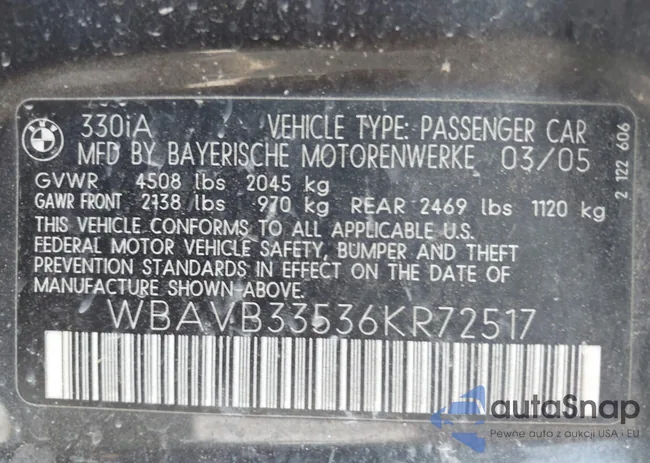 BMW
330iA VEHICLE TYPE: PASSENGER CAR
MFD BY BAYERISCHE MOTORENWERKE 03/05
GVWR 4508 lbs 2045 kg
GAWR FRONT 2138 lbs 970 kg REAR 2469 lbs 1120 kg
THIS VEHICLE CONFORMS TO ALL APPLICABLE U.S.
FEDERAL MOTOR VEHICLE SAFETY, BUMPER AND THEFT
PREVENTION STANDARDS IN EFFECT ON THE DATE OF
MANUFACTURE SHOWN-ABOVE.
WBAVB33536KR72517
2 122 606
autoSnap
Pewne auta z aukcji USA i EU